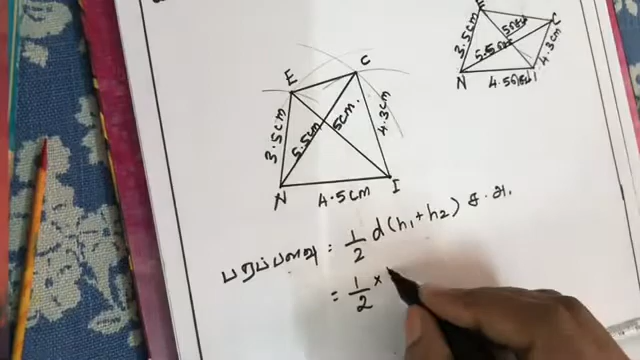 E
C
3.5cm
5.5cm
5cm.
4.3cm
N
4.5cm
I
C
3.5cm
5.5cm
4.3cm
N
I
பரப்பளவு = 1/2 d(h₁+h₂) ச.அ.
= 1/2 ×